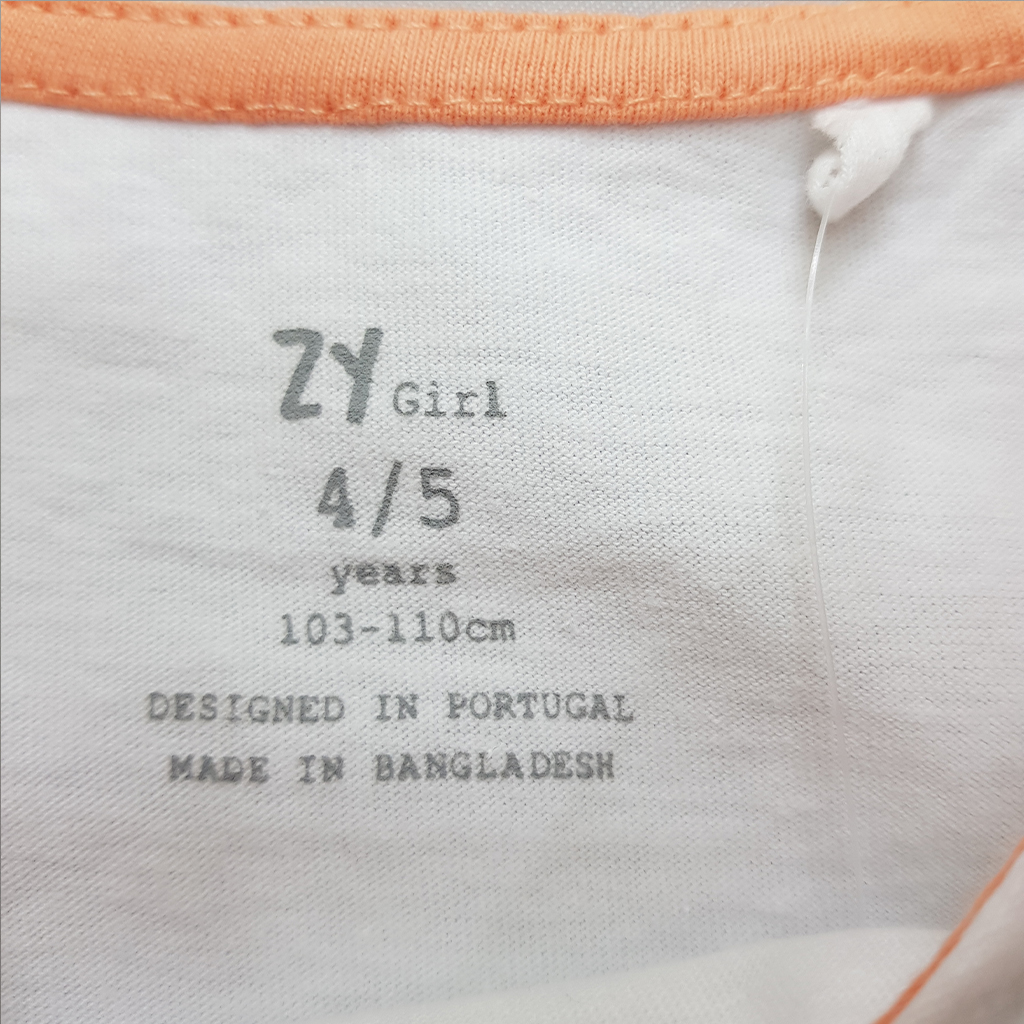 ZY Girl
4/5
years
103-110cm
DESIGNED IN PORTUGAL
MADE IN BANGLADESH